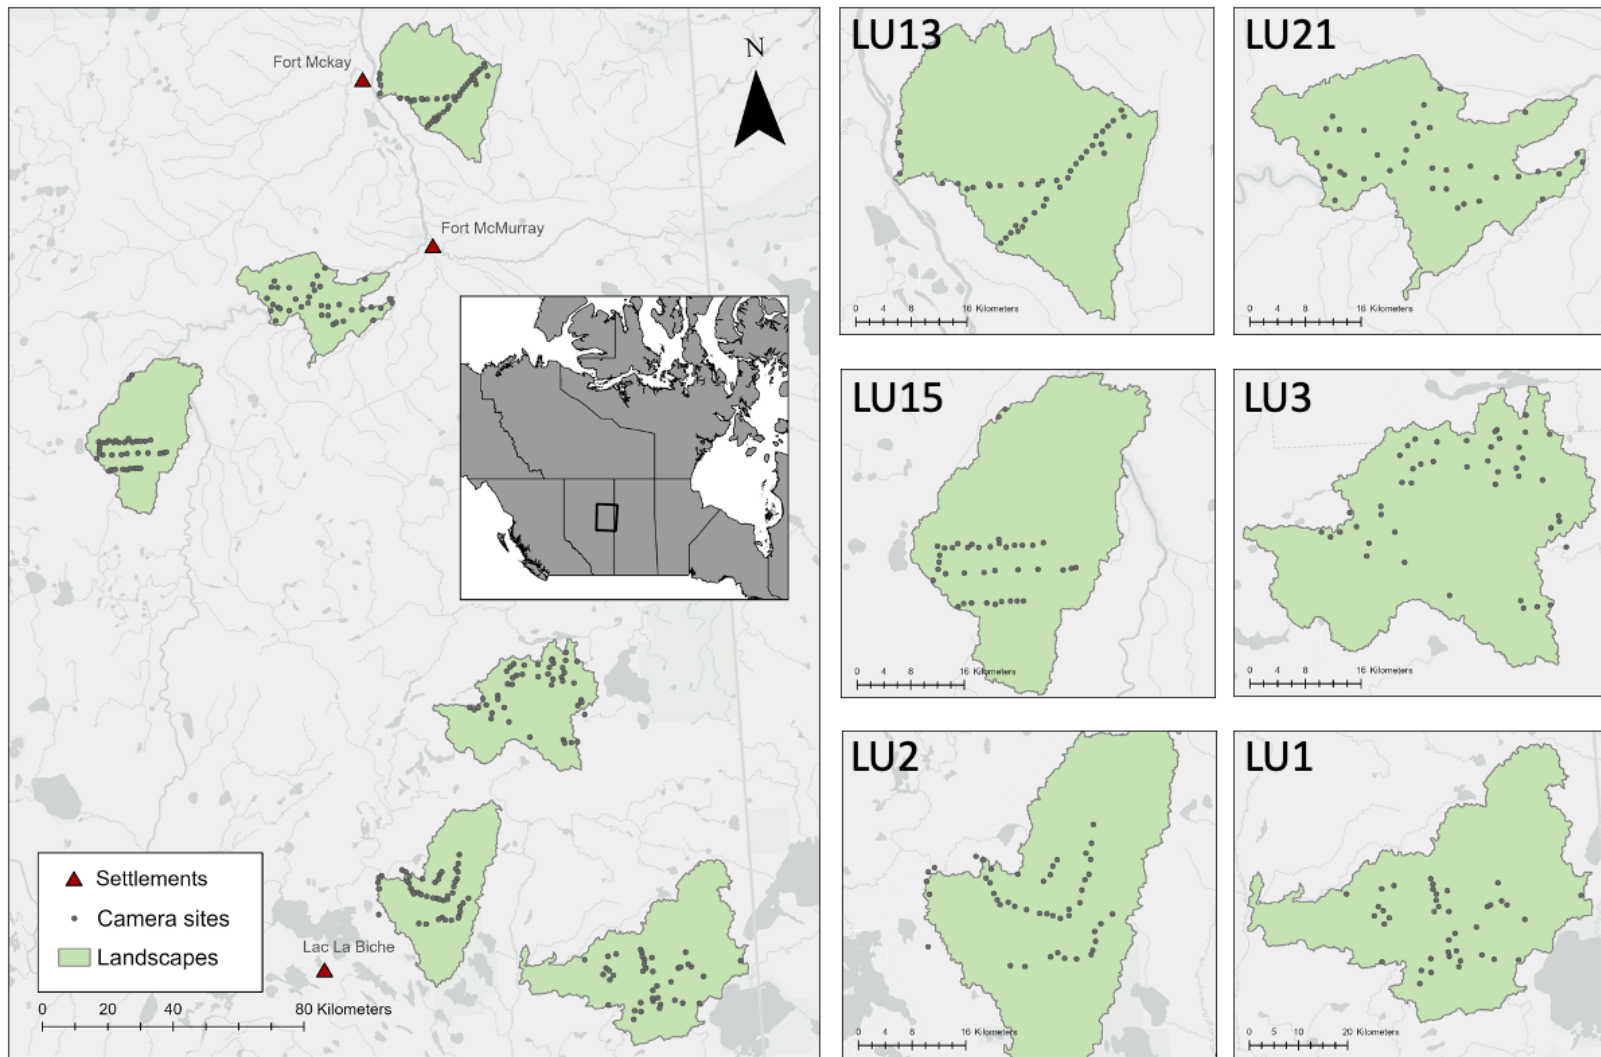 Fort Mckay
N
Fort McMurray
Settlements
Camera sites
Landscapes
Lac La Biche
0 20 40 80 Kilometers
LU13
0 4 8 16 Kilometers
LU21
0 4 8 16 Kilometers
LU15
0 4 8 16 Kilometers
LU3
0 4 8 16 Kilometers
LU2
0 4 8 16 Kilometers
LU1
0 5 10 20 Kilometers